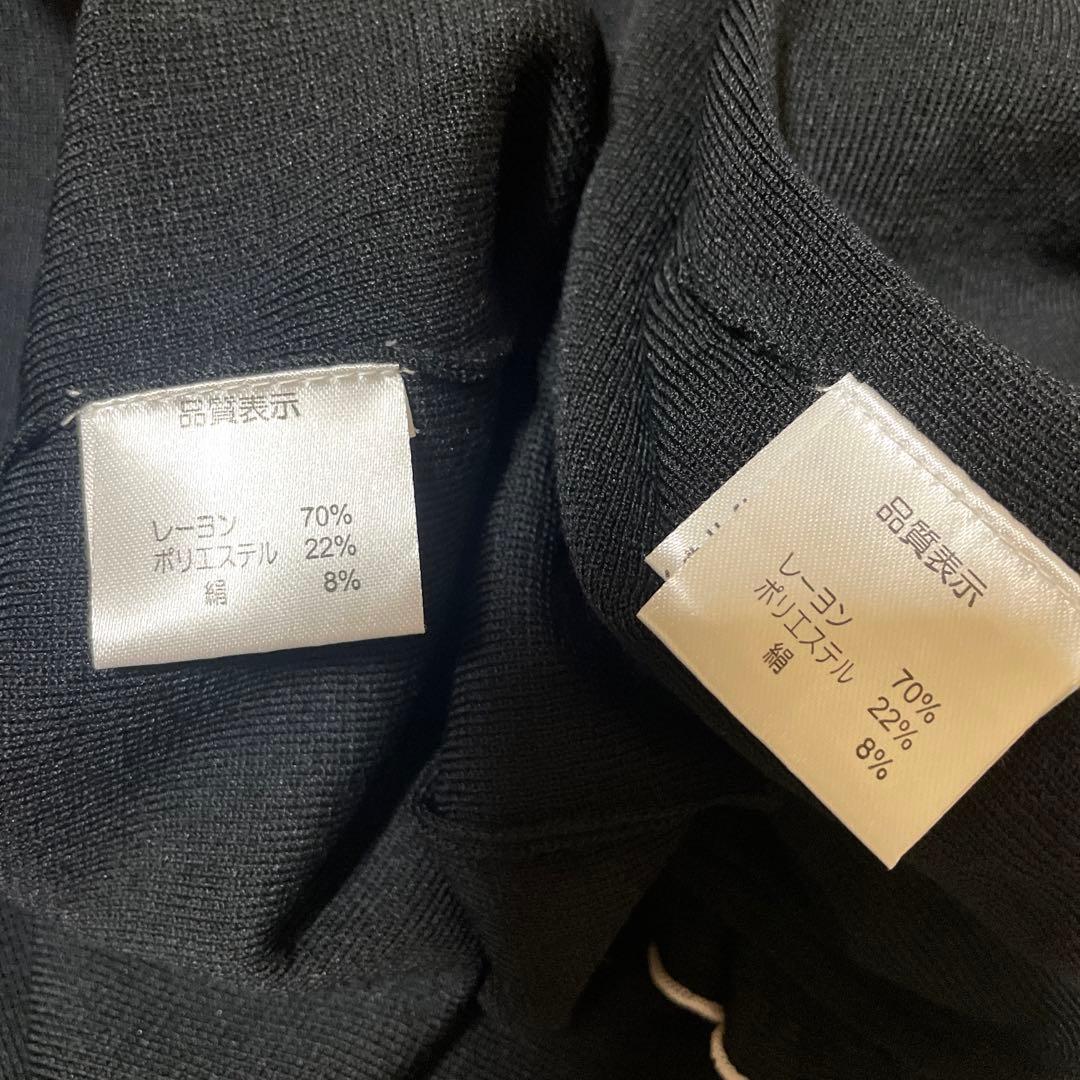 品質表示
レーヨン 70%
ポリエステル 22%
絹 8%
品質表示
レーヨン 70%
ポリエステル 22%
絹 8%